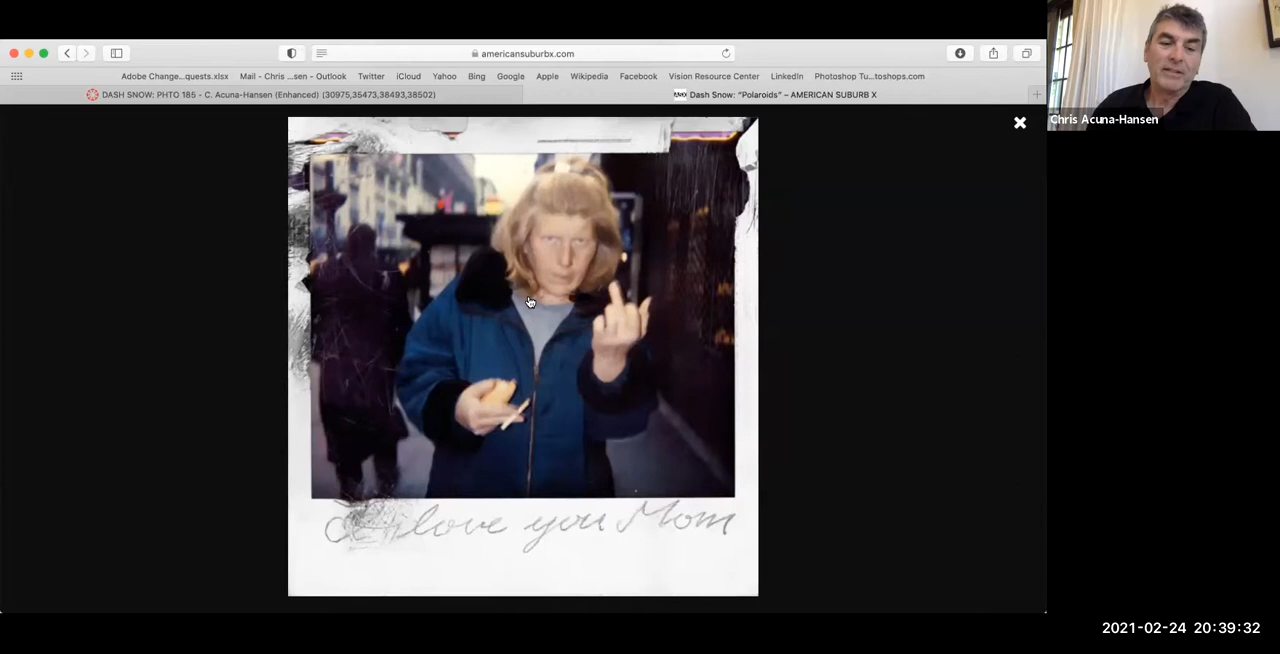 americansuburbx.com
Adobe Change...quests.xlsx Mail - Chris ...sen - Outlook Twitter iCloud Yahoo Bing Google Apple Wikipedia Facebook Vision Resource Center LinkedIn Photoshop Tu...toshops.com
DASH SNOW: PHTO 185 - C. Acuna-Hansen (Enhanced) (30975,35473,38493,38502) Dash Snow: “Polaroids” – AMERICAN SUBURB X
Chris Acuna-Hansen
love you Mom
2021-02-24 20:39:32